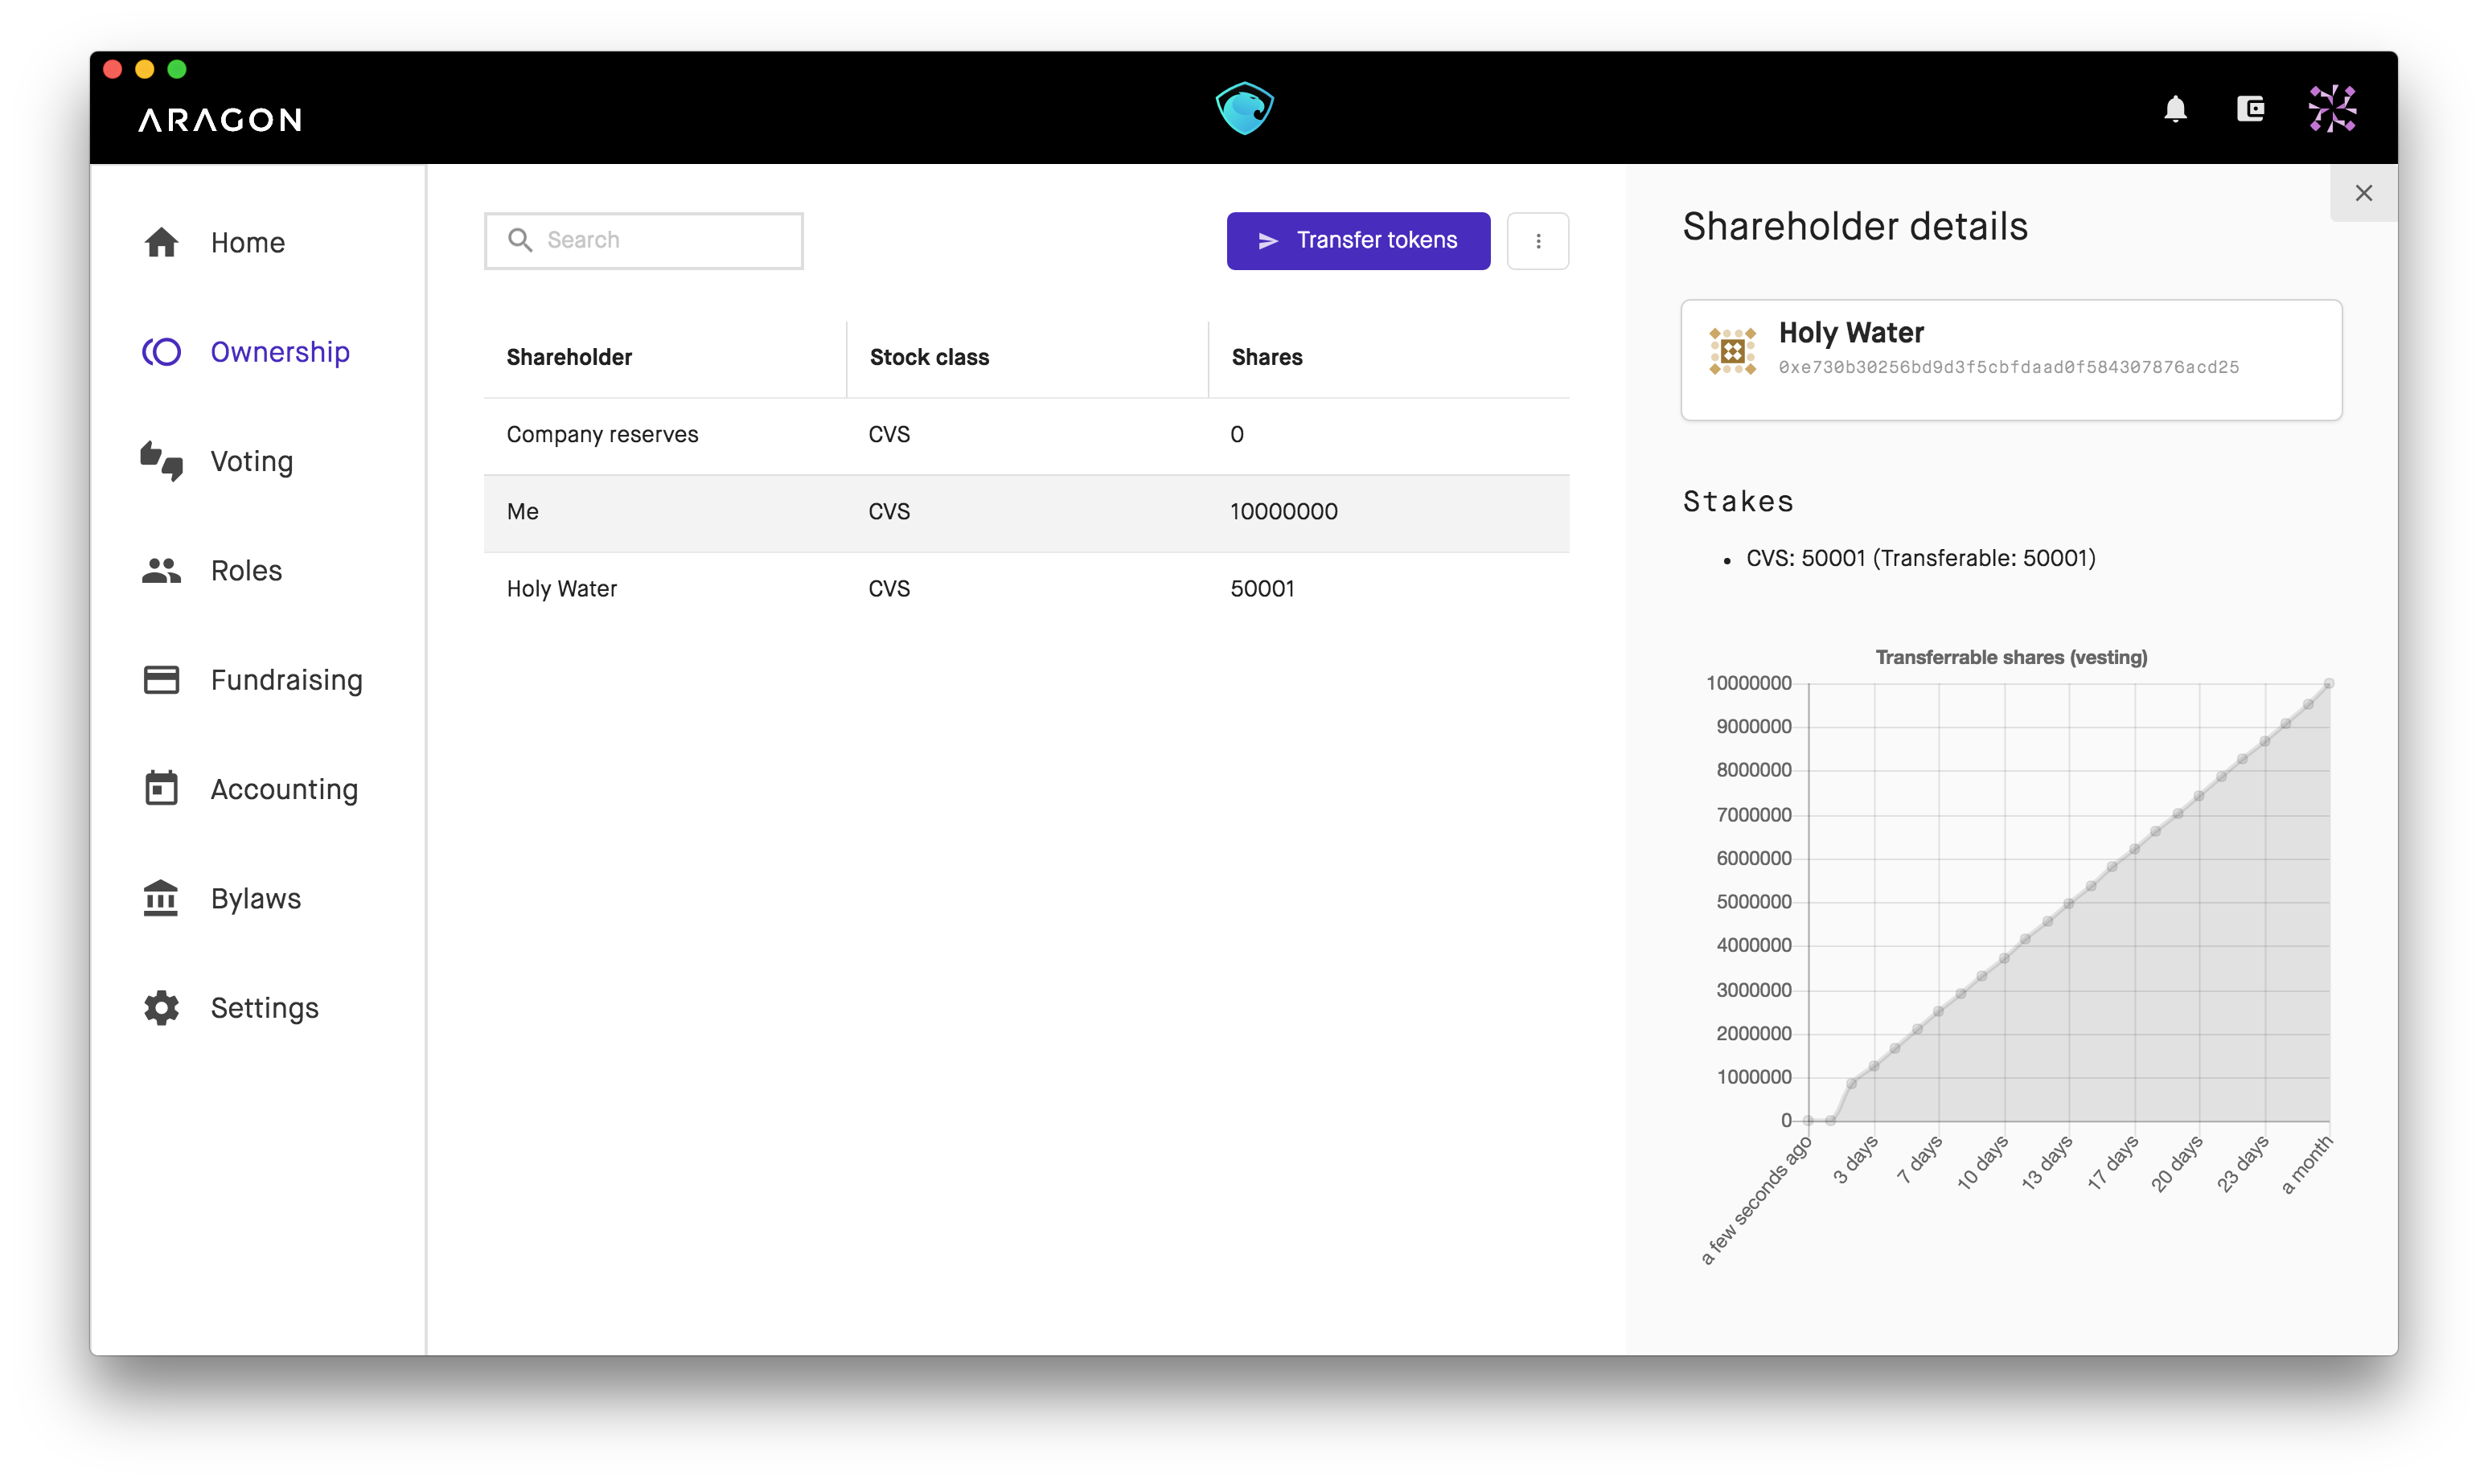 ARAGON
Home
Ownership
Voting
Roles
Fundraising
Accounting
Bylaws
Settings
Search
Transfer tokens
Shareholder Stock class Shares
Company reserves CVS 0
Me CVS 10000000
Holy Water CVS 50001
Shareholder details
Holy Water
0xe730b30256bd9d3f5cbfdaad0f584307876acd25
Stakes
• CVS: 50001 (Transferable: 50001)
Transferrable shares (vesting)
10000000
9000000
8000000
7000000
6000000
5000000
4000000
3000000
2000000
1000000
0
a few seconds ago
3 days
7 days
10 days
13 days
17 days
20 days
23 days
a month